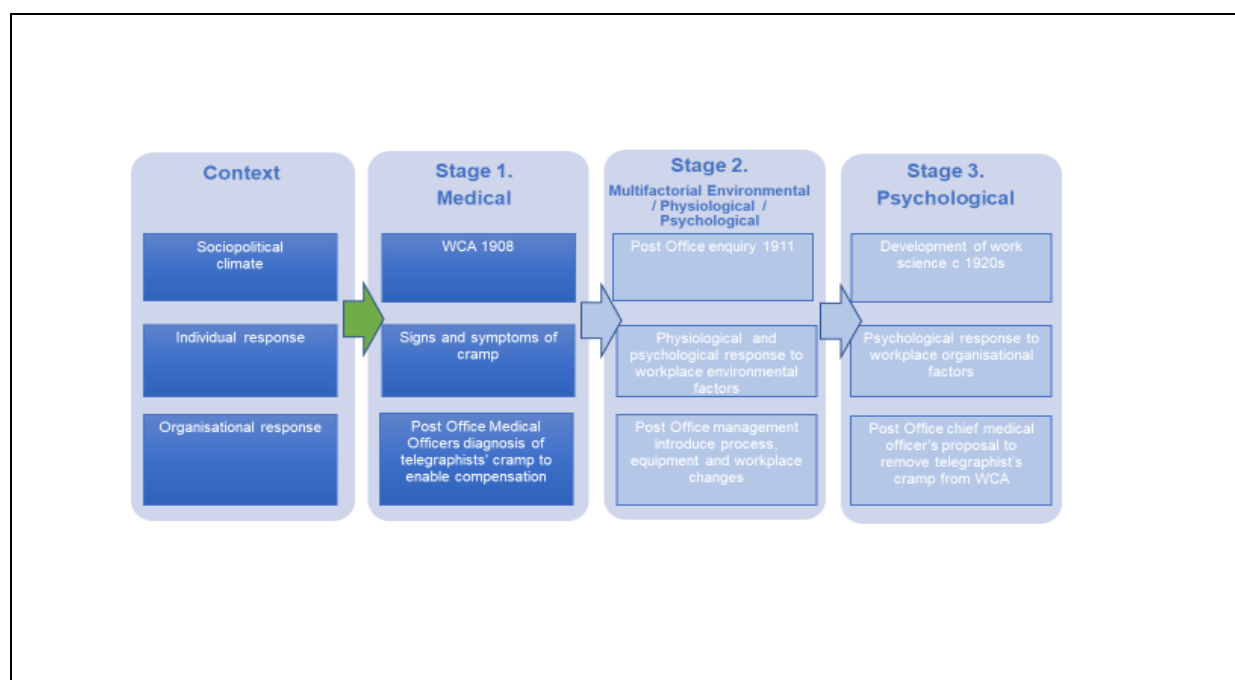 Context
Sociopolitical
climate
Individual response
Organisational response
Stage 1.
Medical
WCA 1908
Signs and symptoms of
cramp
Post Office Medical
Officers diagnosis of
telegraphists' cramp to
enable compensation
Stage 2.
Multifactorial Environmental
/ Physiological /
Psychological
Post Office enquiry 1911
Physiological and
psychological response to
workplace environmental
factors
Post Office management
introduce process,
equipment and workplace
changes
Stage 3.
Psychological
Development of work
science c 1920s
Psychological response to
workplace organisational
factors
Post Office chief medical
officer's proposal to
remove telegraphist's
cramp from WCA